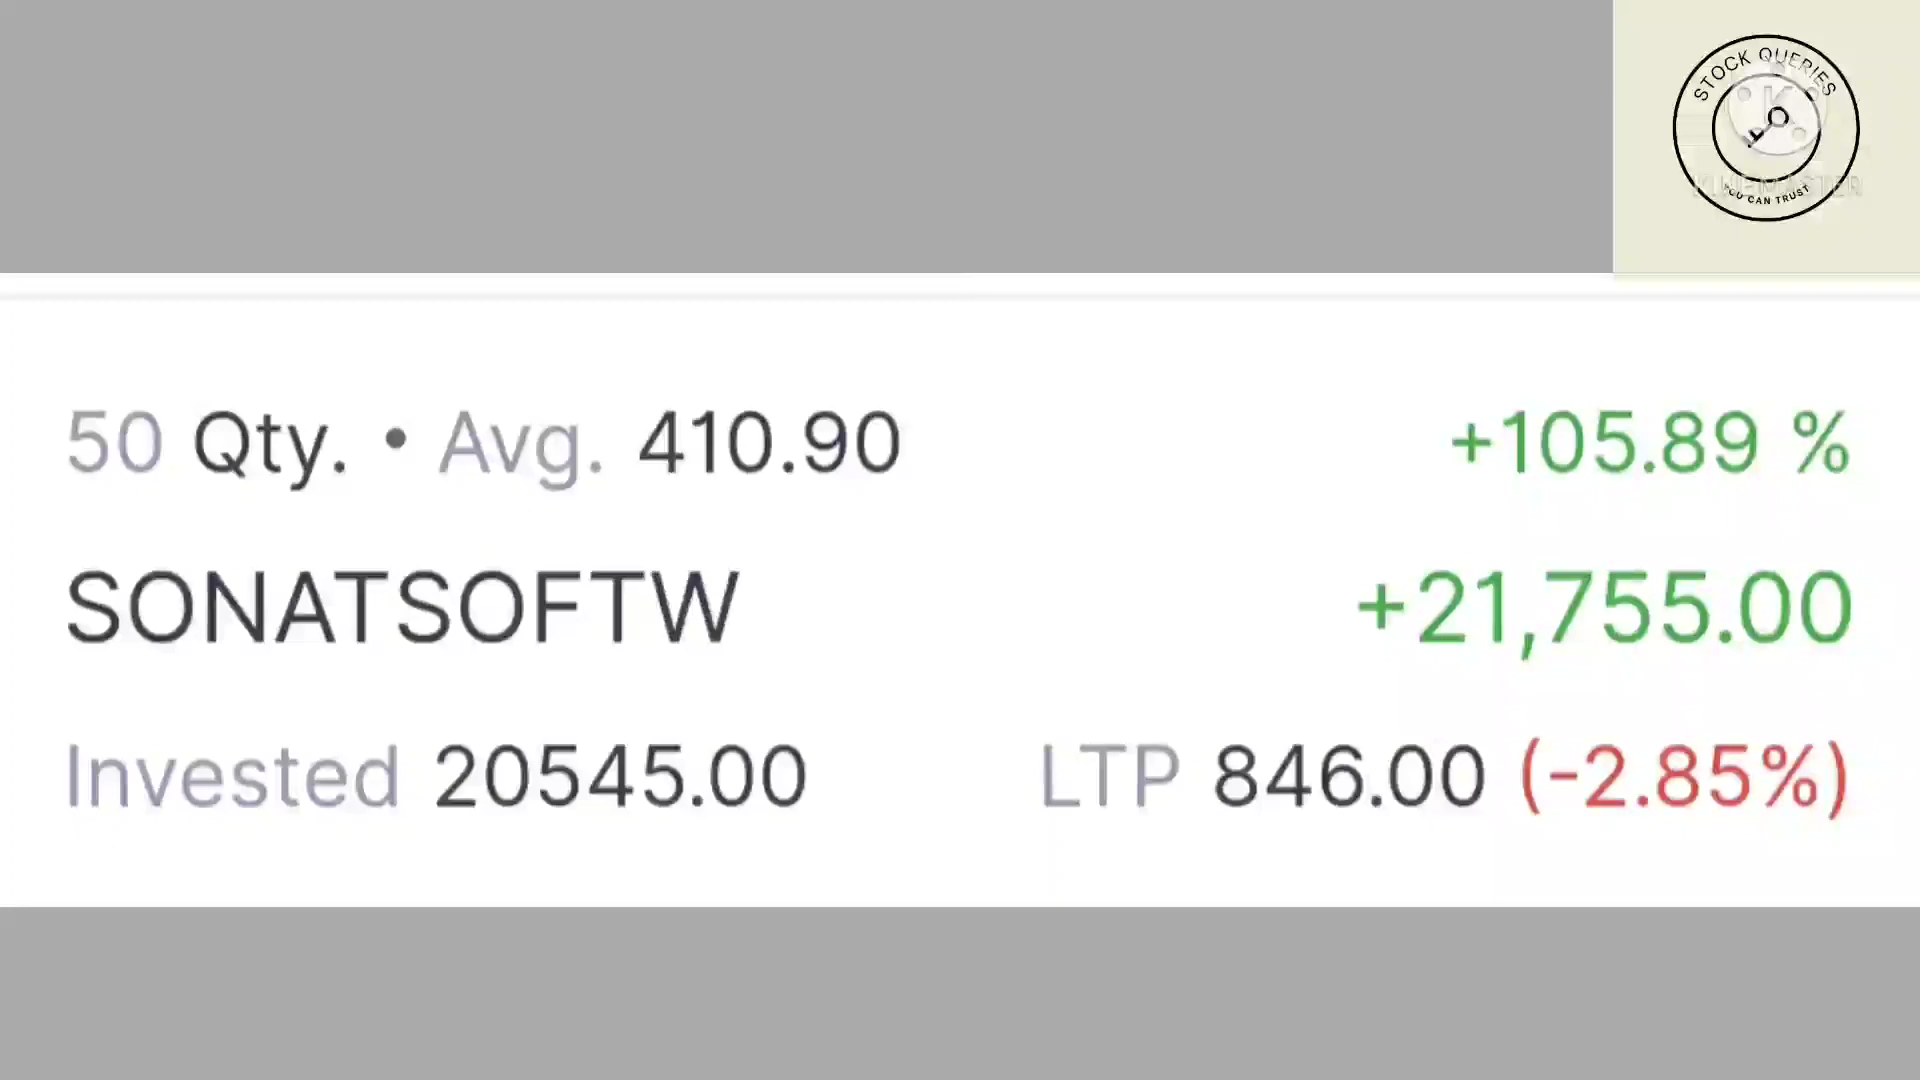 STOCK QUERIES
YOU CAN TRUST
KINEMASTER
50 Qty. • Avg. 410.90
+105.89 %
SONATSOFTW
+21,755.00
Invested 20545.00
LTP 846.00 (-2.85%)